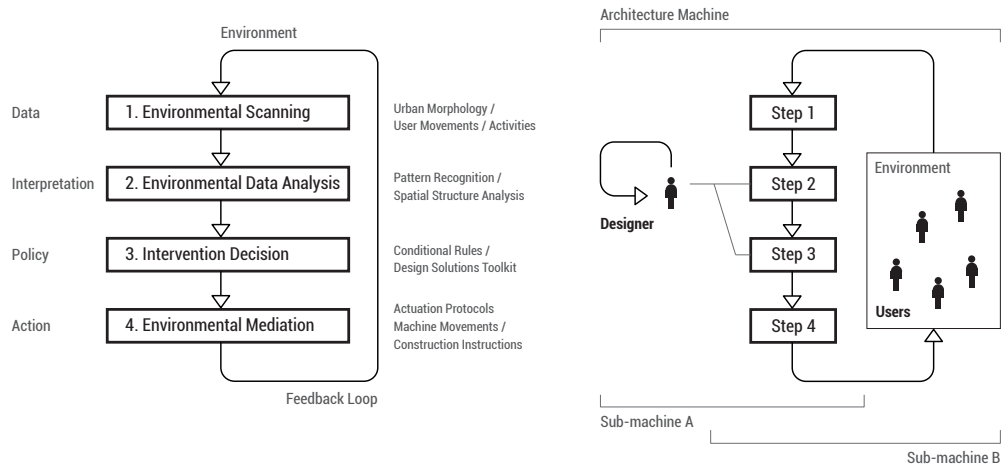 Environment
Data
1. Environmental Scanning
Urban Morphology /
User Movements / Activities
Interpretation
2. Environmental Data Analysis
Pattern Recognition /
Spatial Structure Analysis
Policy
3. Intervention Decision
Conditional Rules /
Design Solutions Toolkit
Action
4. Environmental Mediation
Actuation Protocols
Machine Movements /
Construction Instructions
Feedback Loop
Architecture Machine
Step 1
Step 2
Step 3
Step 4
Designer
Environment
Users
Sub-machine A
Sub-machine B